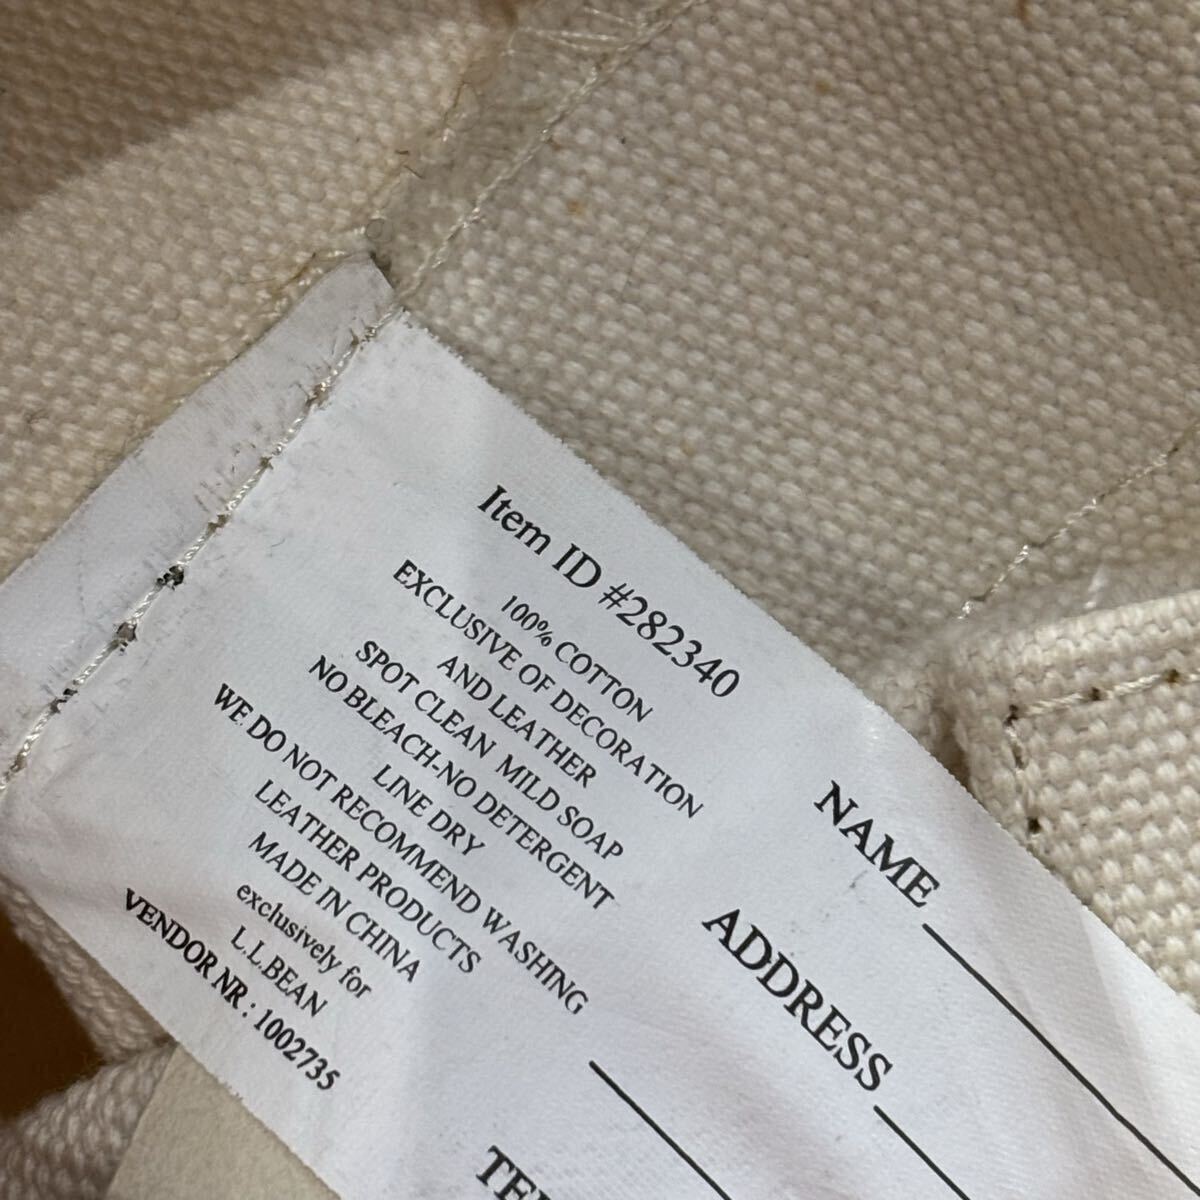 Item ID #282340
100% COTTON
EXCLUSIVE OF DECORATION
AND LEATHER
SPOT CLEAN MILD SOAP
NO BLEACH-NO DETERGENT
LINE DRY
WE DO NOT RECOMMEND WASHING
LEATHER PRODUCTS
MADE IN CHINA
exclusively for
L.L.BEAN
VENDOR NR : 1002735
NAME
ADDRESS